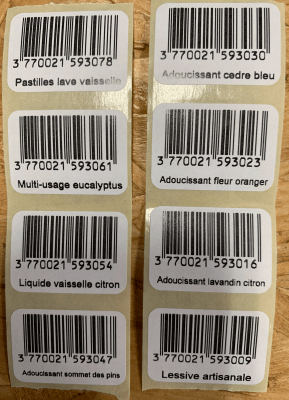 3 770021 593078
Pastilles lave vaisselle
3 770021 593061
Multi-usage eucalyptus
3 770021 593054
Liquide vaisselle citron
3 770021 593047
Adoucissant sommet des pins
3 770021 593030
Adoucissant cedre bleu
3 770021 593023
Adoucissant fleur oranger
3 770021 593016
Adoucissant lavandin citron
3 770021 593009
Lessive artisanale